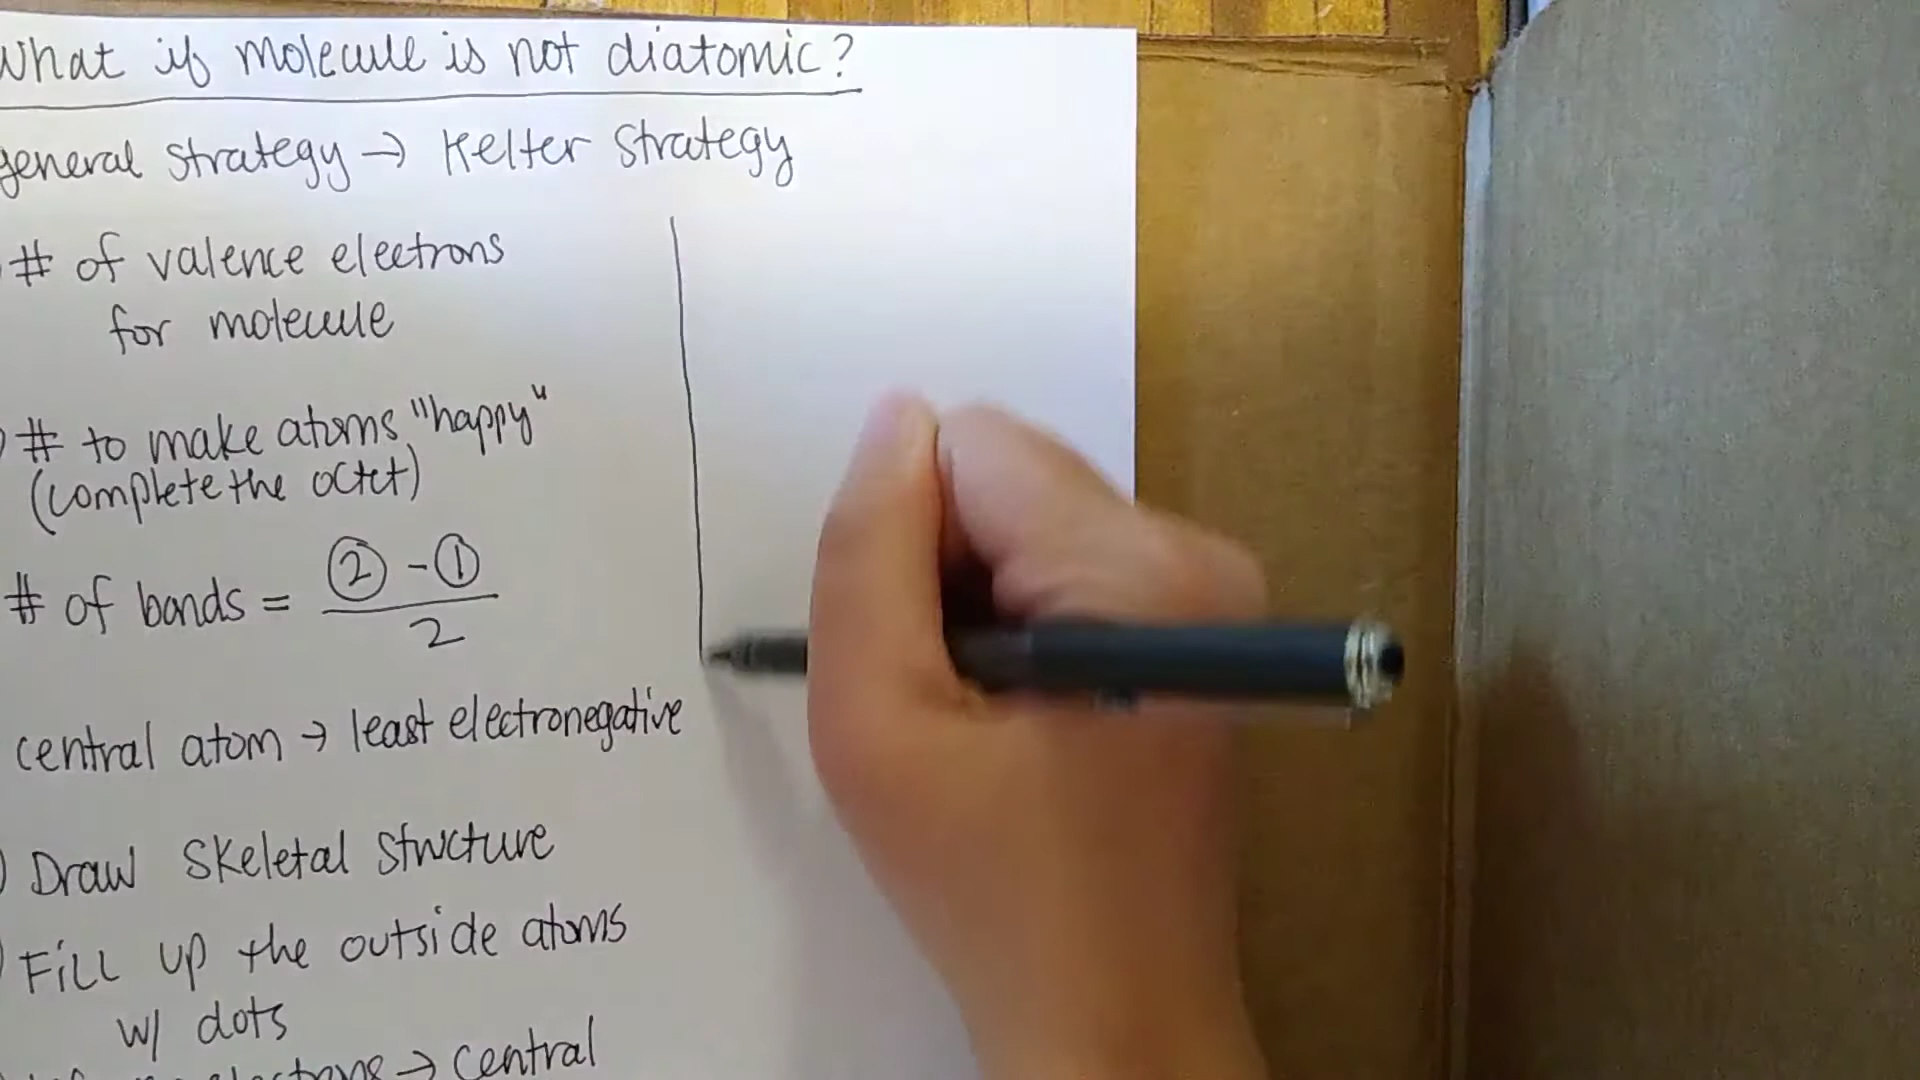 What if molecule is not diatomic?
general strategy → Kelter strategy
# of valence electrons
for molecule
# to make atoms "happy"
(complete the octet)
# of bonds = ② - ①
2
central atom → least electronegative
) Draw skeletal structure
) Fill up the outside atoms
w/ dots
→ central